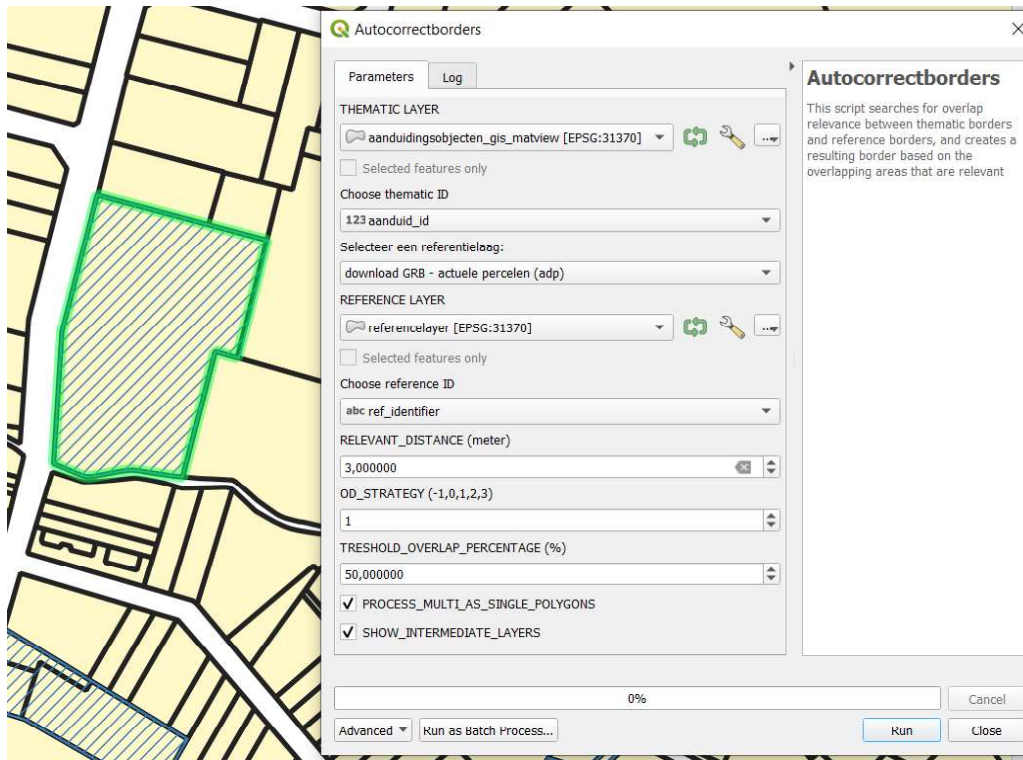 Autocorrectborders
Parameters
Log
THEMATIC LAYER
aanduidingsobjecten_gis_matview [EPSG:31370]
Selected features only
Choose thematic ID
123 aanduid_id
Selecteer een referentielaag:
download GRB - actuele percelen (adp)
REFERENCE LAYER
referencelayer [EPSG:31370]
Selected features only
Choose reference ID
abc ref_identifier
RELEVANT_DISTANCE (meter)
3,000000
OD_STRATEGY (-1,0,1,2,3)
1
TRESHOLD_OVERLAP_PERCENTAGE (%)
50,000000
PROCESS_MULTI_AS_SINGLE_POLYGONS
SHOW_INTERMEDIATE_LAYERS
Autocorrectborders
This script searches for overlap
relevance between thematic borders
and reference borders, and creates a
resulting border based on the
overlapping areas that are relevant
0%
Cancel
Advanced
Run as Batch Process...
Run
Close